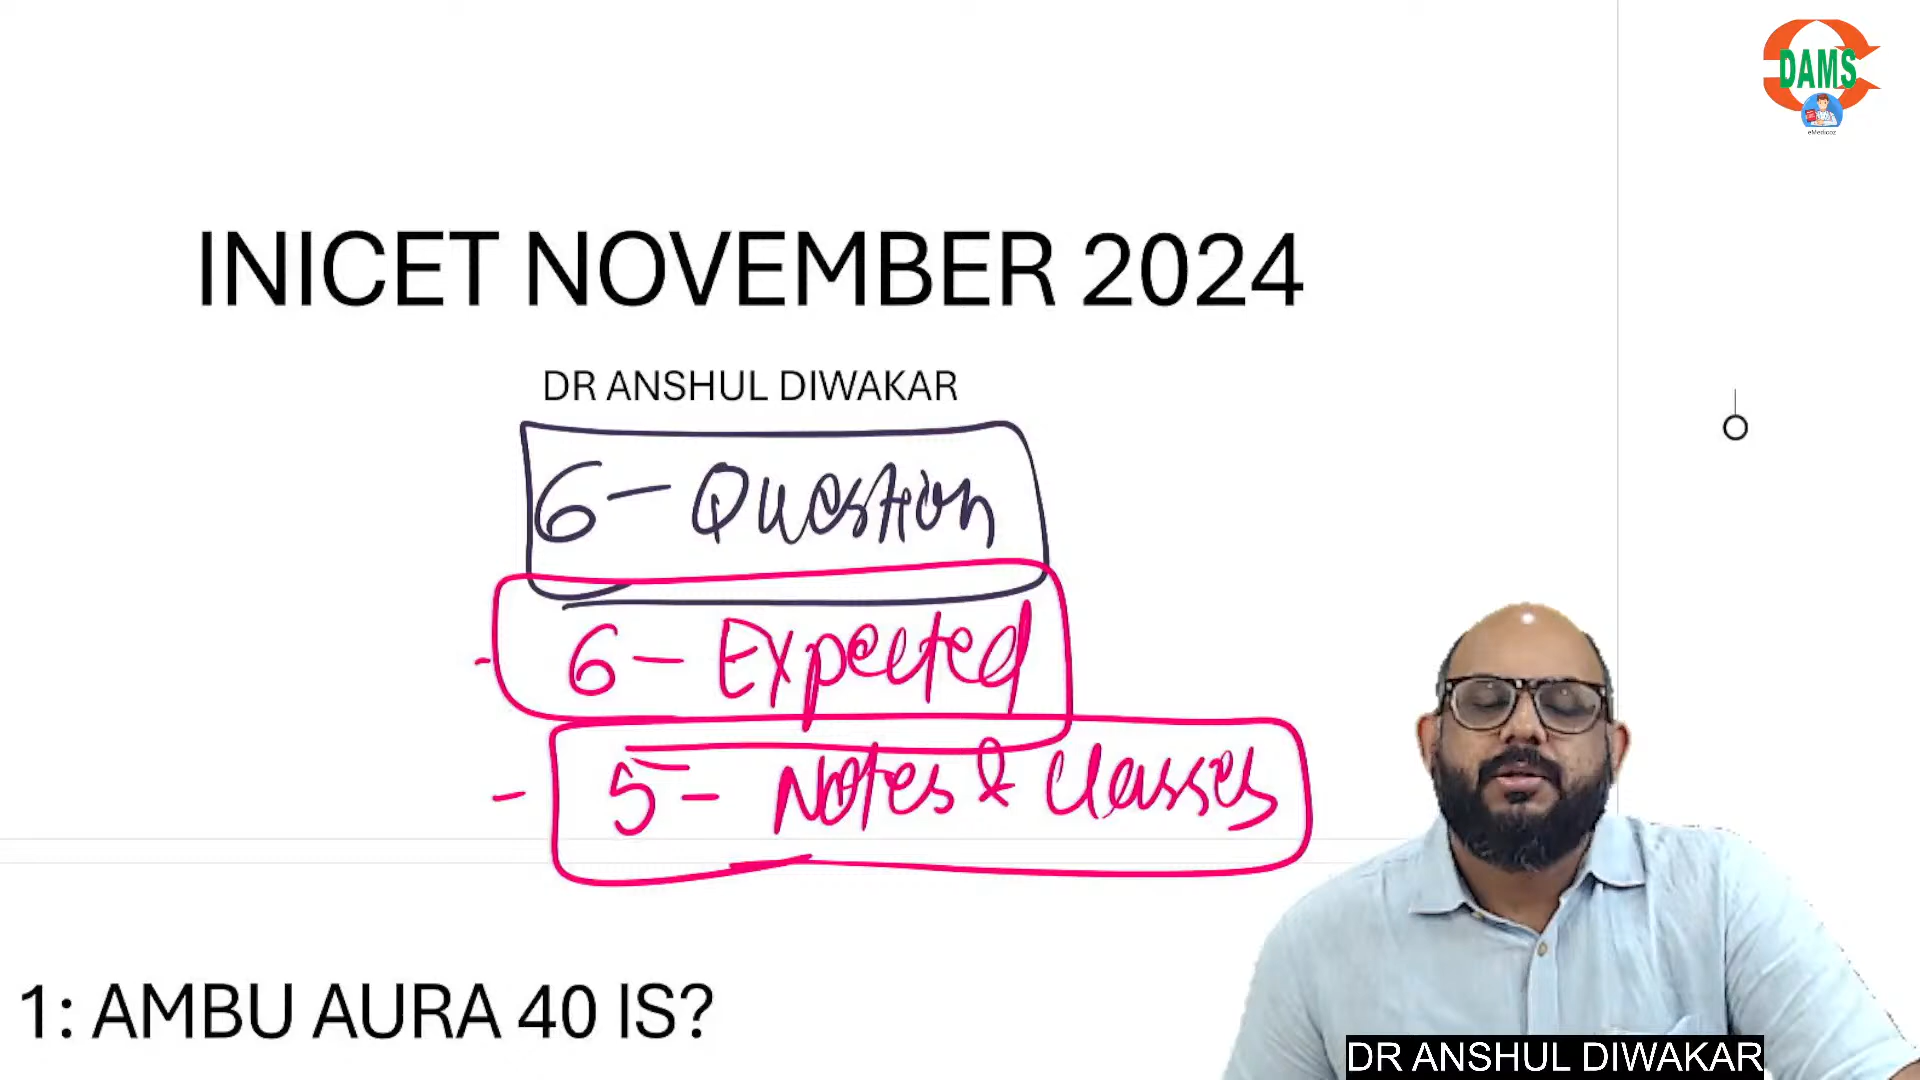 DAMS
eMedicoz
INICET NOVEMBER 2024
DR ANSHUL DIWAKAR
6 - Question
- 6 - Expected
- 5 - Notes & Classes
1: AMBU AURA 40 IS?
DR ANSHUL DIWAKAR